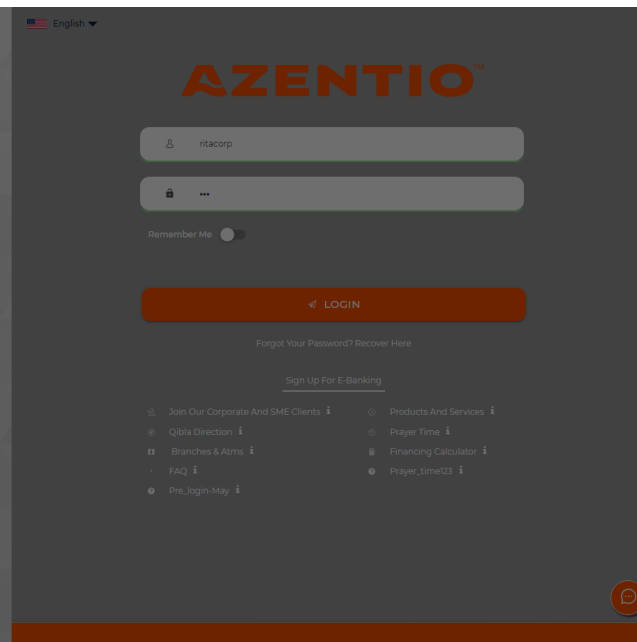 English
AZENTIO™
ritacorp
•••
Remember Me
LOGIN
Forgot Your Password? Recover Here
Sign Up For E-Banking
Join Our Corporate And SME Clients i
Products And Services i
Qibla Direction i
Prayer Time i
Branches & Atms i
Financing Calculator i
FAQ i
Prayer_time123 i
Pre_login-May i